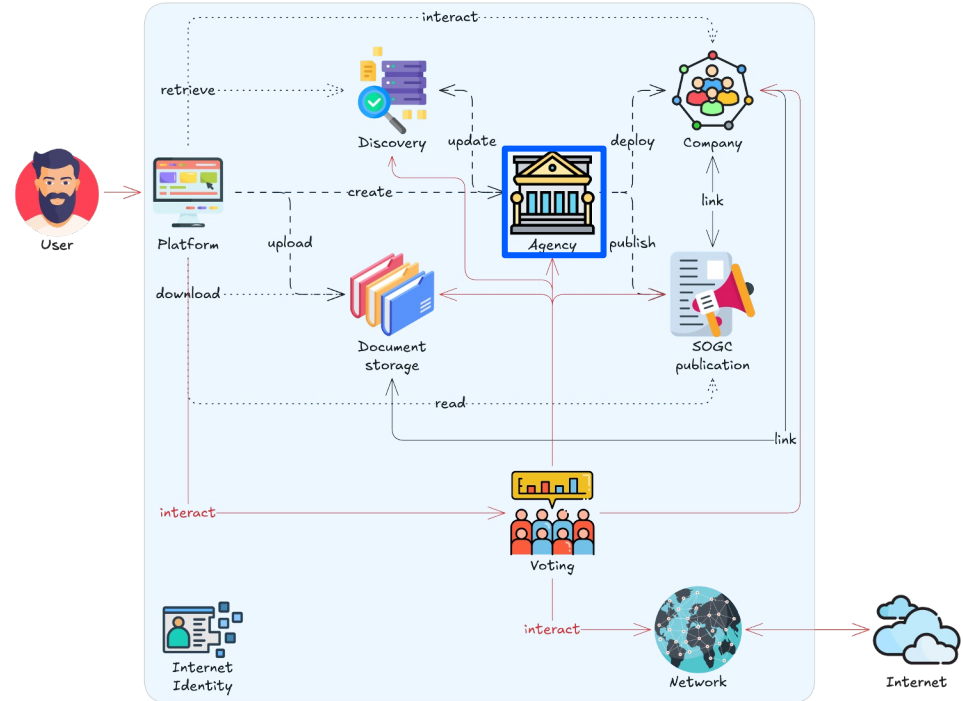 interact
retrieve
Discovery
update
deploy
Company
User
Platform
create
Agency
link
upload
publish
download
Document
storage
SOGC
publication
read
link
interact
Voting
interact
Internet
Identity
Network
Internet